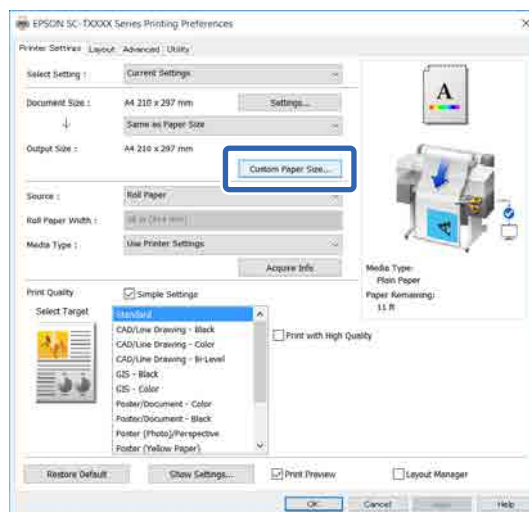 EPSON SC-TXXXX Series Printing Preferences
Printer Settings Layout Advanced Utility
Select Setting : Current Settings
Document Size : A4 210 x 297 mm Settings...
Same as Paper Size
Output Size : A4 210 x 297 mm
Custom Paper Size...
Source : Roll Paper
Roll Paper Width :
Media Type : Use Printer Settings
Acquire Info
A
Media Type:
Plain Paper
Paper Remaining:
11 ft
Print Quality Simple Settings
Select Target
Standard
CAD/Line Drawing - Black
CAD/Line Drawing - Color
CAD/Line Drawing - Bi-Level
GIS - Black
GIS - Color
Poster/Document - Color
Poster/Document - Black
Poster (Photo)/Perspective
Poster (Yellow Paper)
Print with High Quality
Restore Default Show Settings... Print Preview Layout Manager
OK Cancel Help